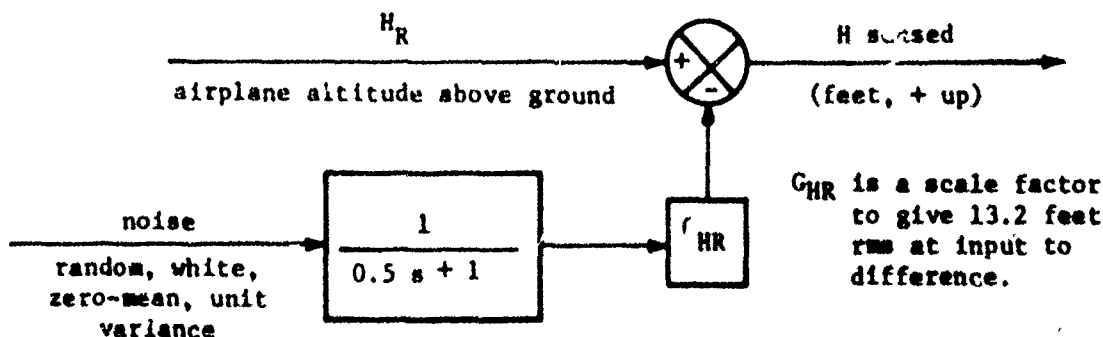 H_R
airplane altitude above ground
+
-
H
(feet, + up)
noise
random, white,
zero-mean, unit
variance
1
0.5 s + 1
HR
G_HR is a scale factor
to give 13.2 feet
rms at input to
difference.